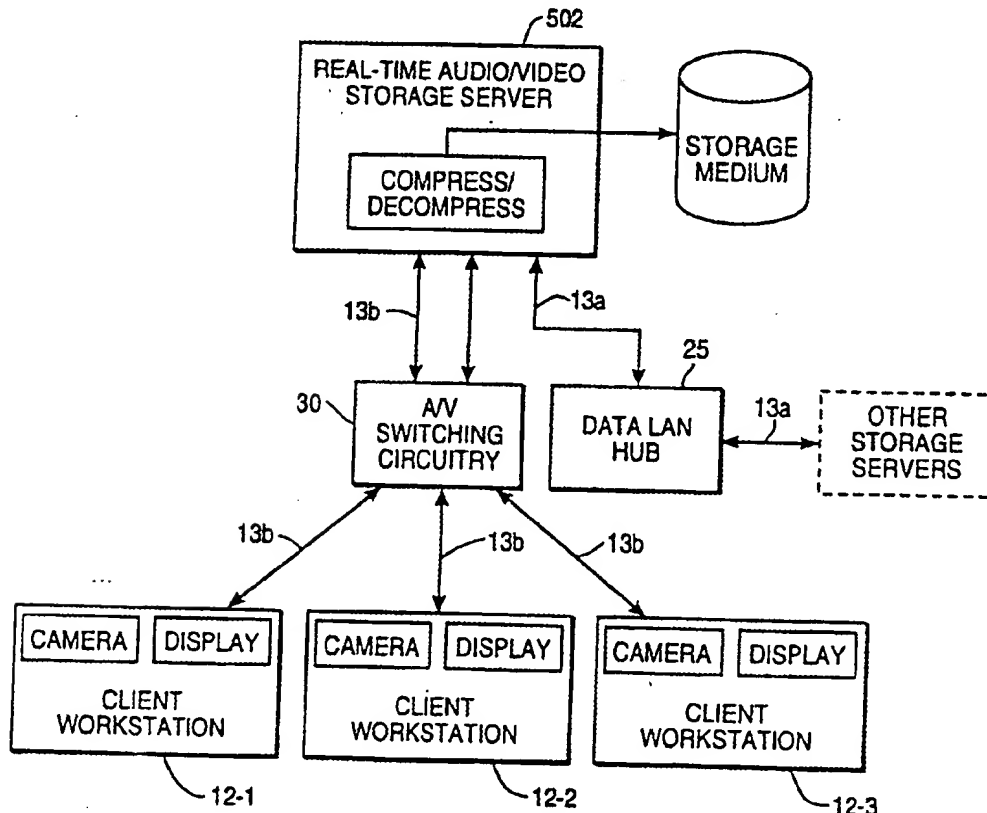 502
REAL-TIME AUDIO/VIDEO
STORAGE SERVER
COMPRESS/
DECOMPRESS
STORAGE
MEDIUM
13b
13a
25
30
A/V
SWITCHING
CIRCUITRY
DATA LAN
HUB
13a
OTHER
STORAGE
SERVERS
13b
13b
13b
...
CAMERA
DISPLAY
CLIENT
WORKSTATION
CAMERA
DISPLAY
CLIENT
WORKSTATION
CAMERA
DISPLAY
CLIENT
WORKSTATION
12-1
12-2
12-3